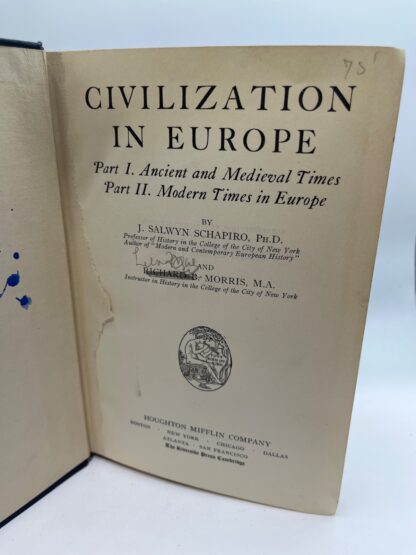 75
CIVILIZATION
IN EUROPE
Part I. Ancient and Medieval Times
Part II. Modern Times in Europe
BY
J. SALWYN SCHAPIRO, PH.D.
Professor of History in the College of the City of New York
Author of "Modern and Contemporary European History"
AND
RICHARD B. MORRIS, M.A.
Instructor in History in the College of the City of New York
HOUGHTON MIFFLIN COMPANY
BOSTON · NEW YORK · CHICAGO · DALLAS
ATLANTA · SAN FRANCISCO
The Riverside Press Cambridge